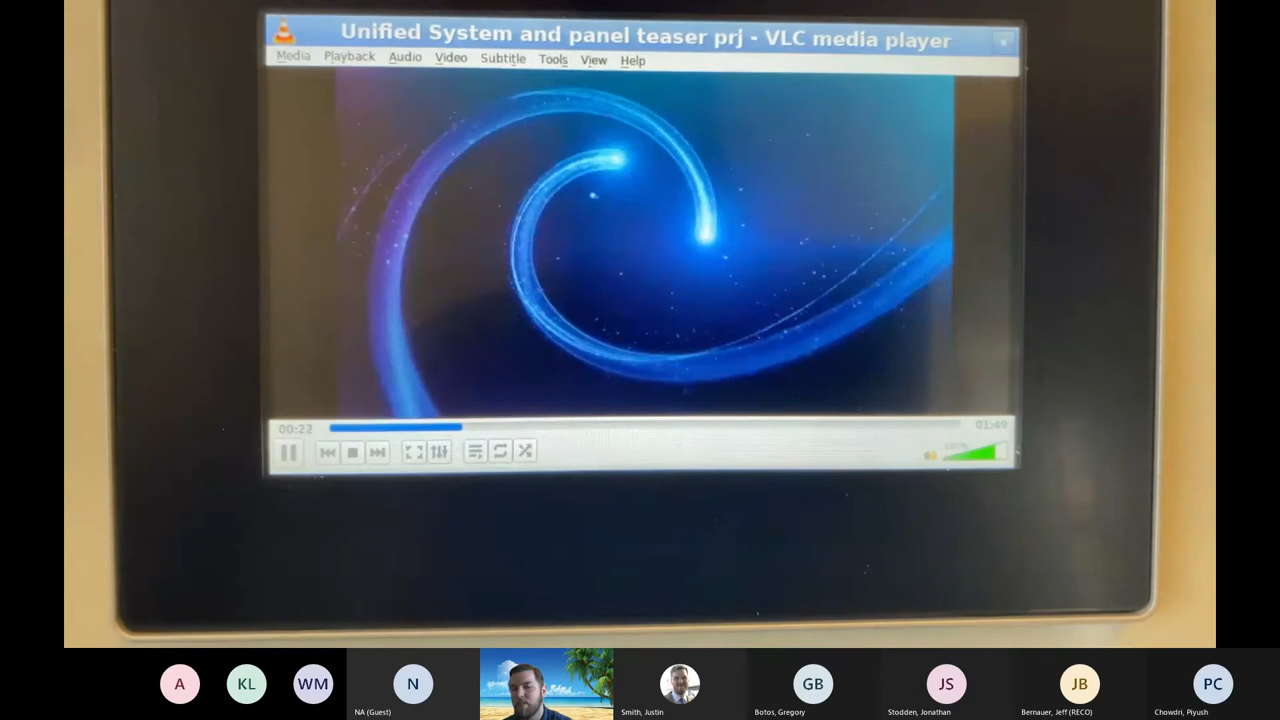 Unified System and panel teaser prj - VLC media player
Media Playback Audio Video Subtitle Tools View Help
00:22 01:49
100%
A KL WM N GB JS JB PC
NA (Guest) Smith, Justin Botos, Gregory Stodden, Jonathan Bernauer, Jeff (RECO) Chowdri, Piyush